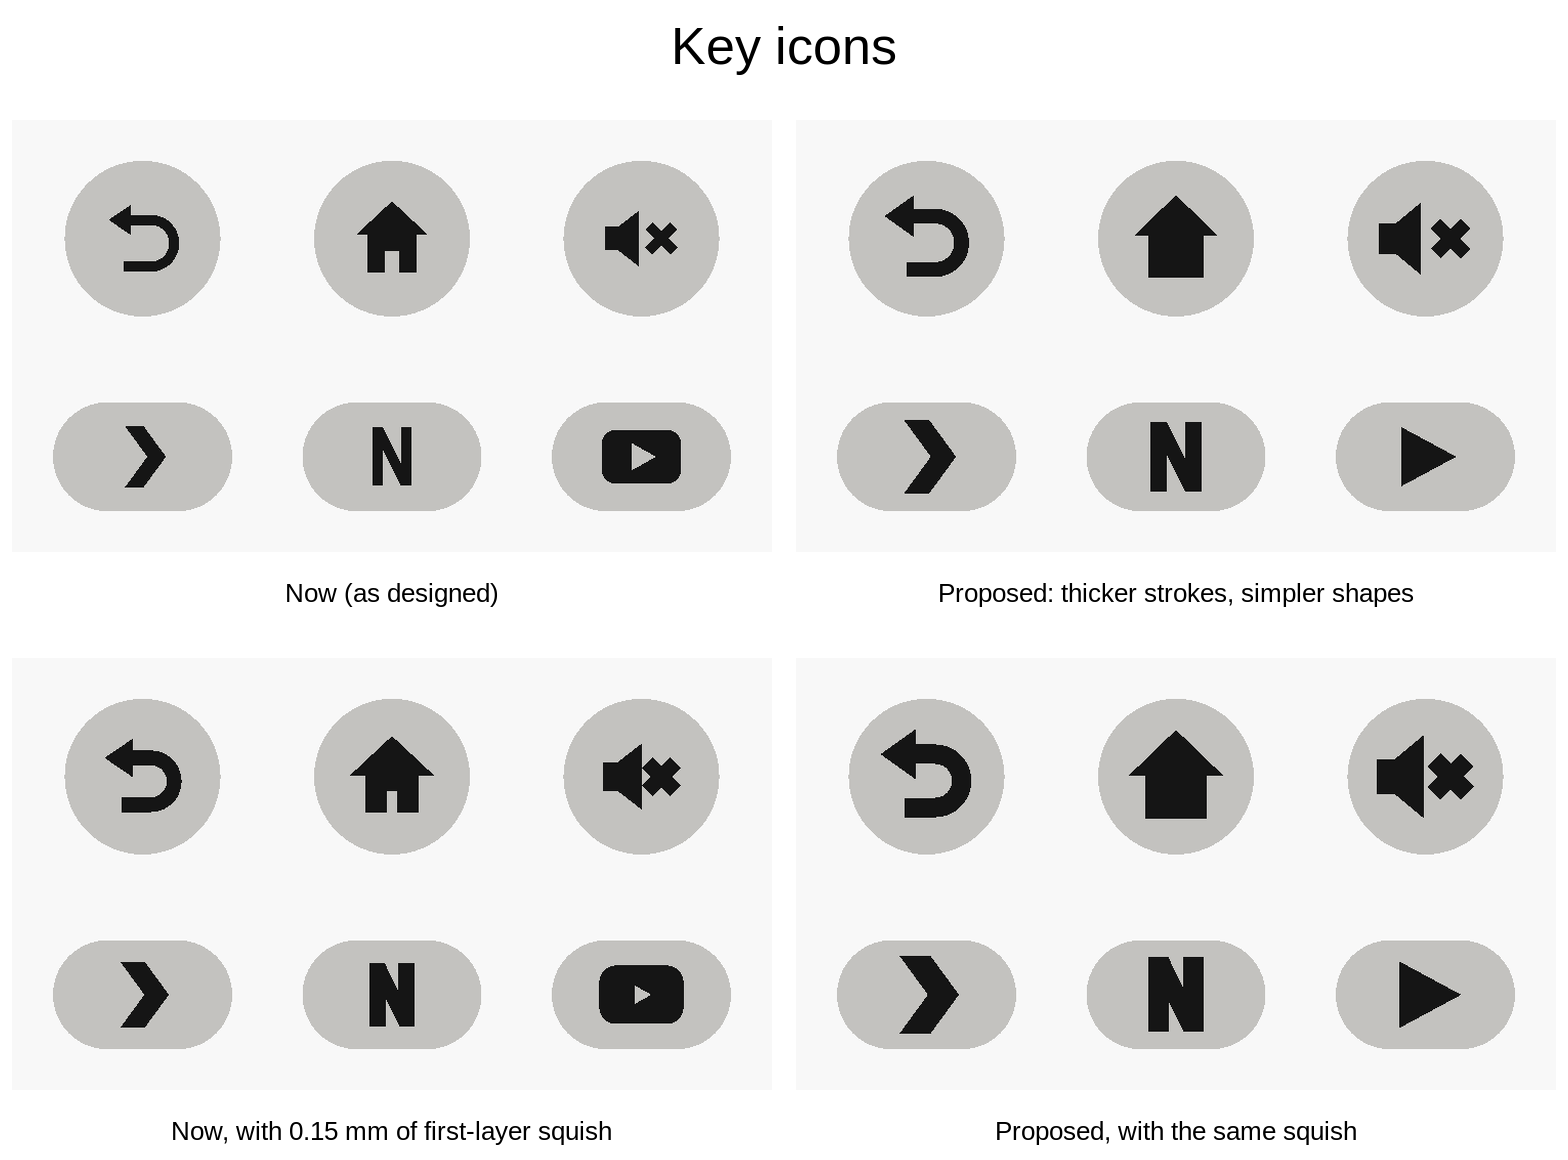 Key icons
N
N
Now (as designed)
Proposed: thicker strokes, simpler shapes
N
N
Now, with 0.15 mm of first-layer squish
Proposed, with the same squish